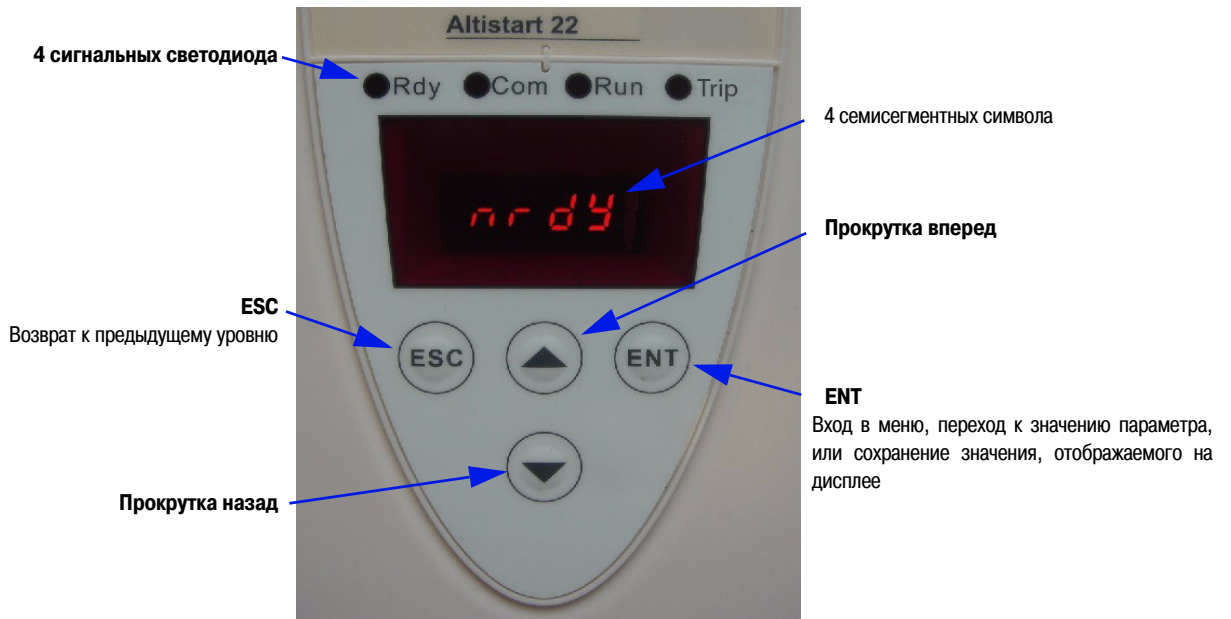 Altistart 22
4 сигнальных светодиода
Rdy Com Run Trip
4 семисегментных символа
nrdY
Прокрутка вперед
ESC
Возврат к предыдущему уровню
ESC
ENT
ENT
Вход в меню, переход к значению параметра,
или сохранение значения, отображаемого на
дисплее
Прокрутка назад